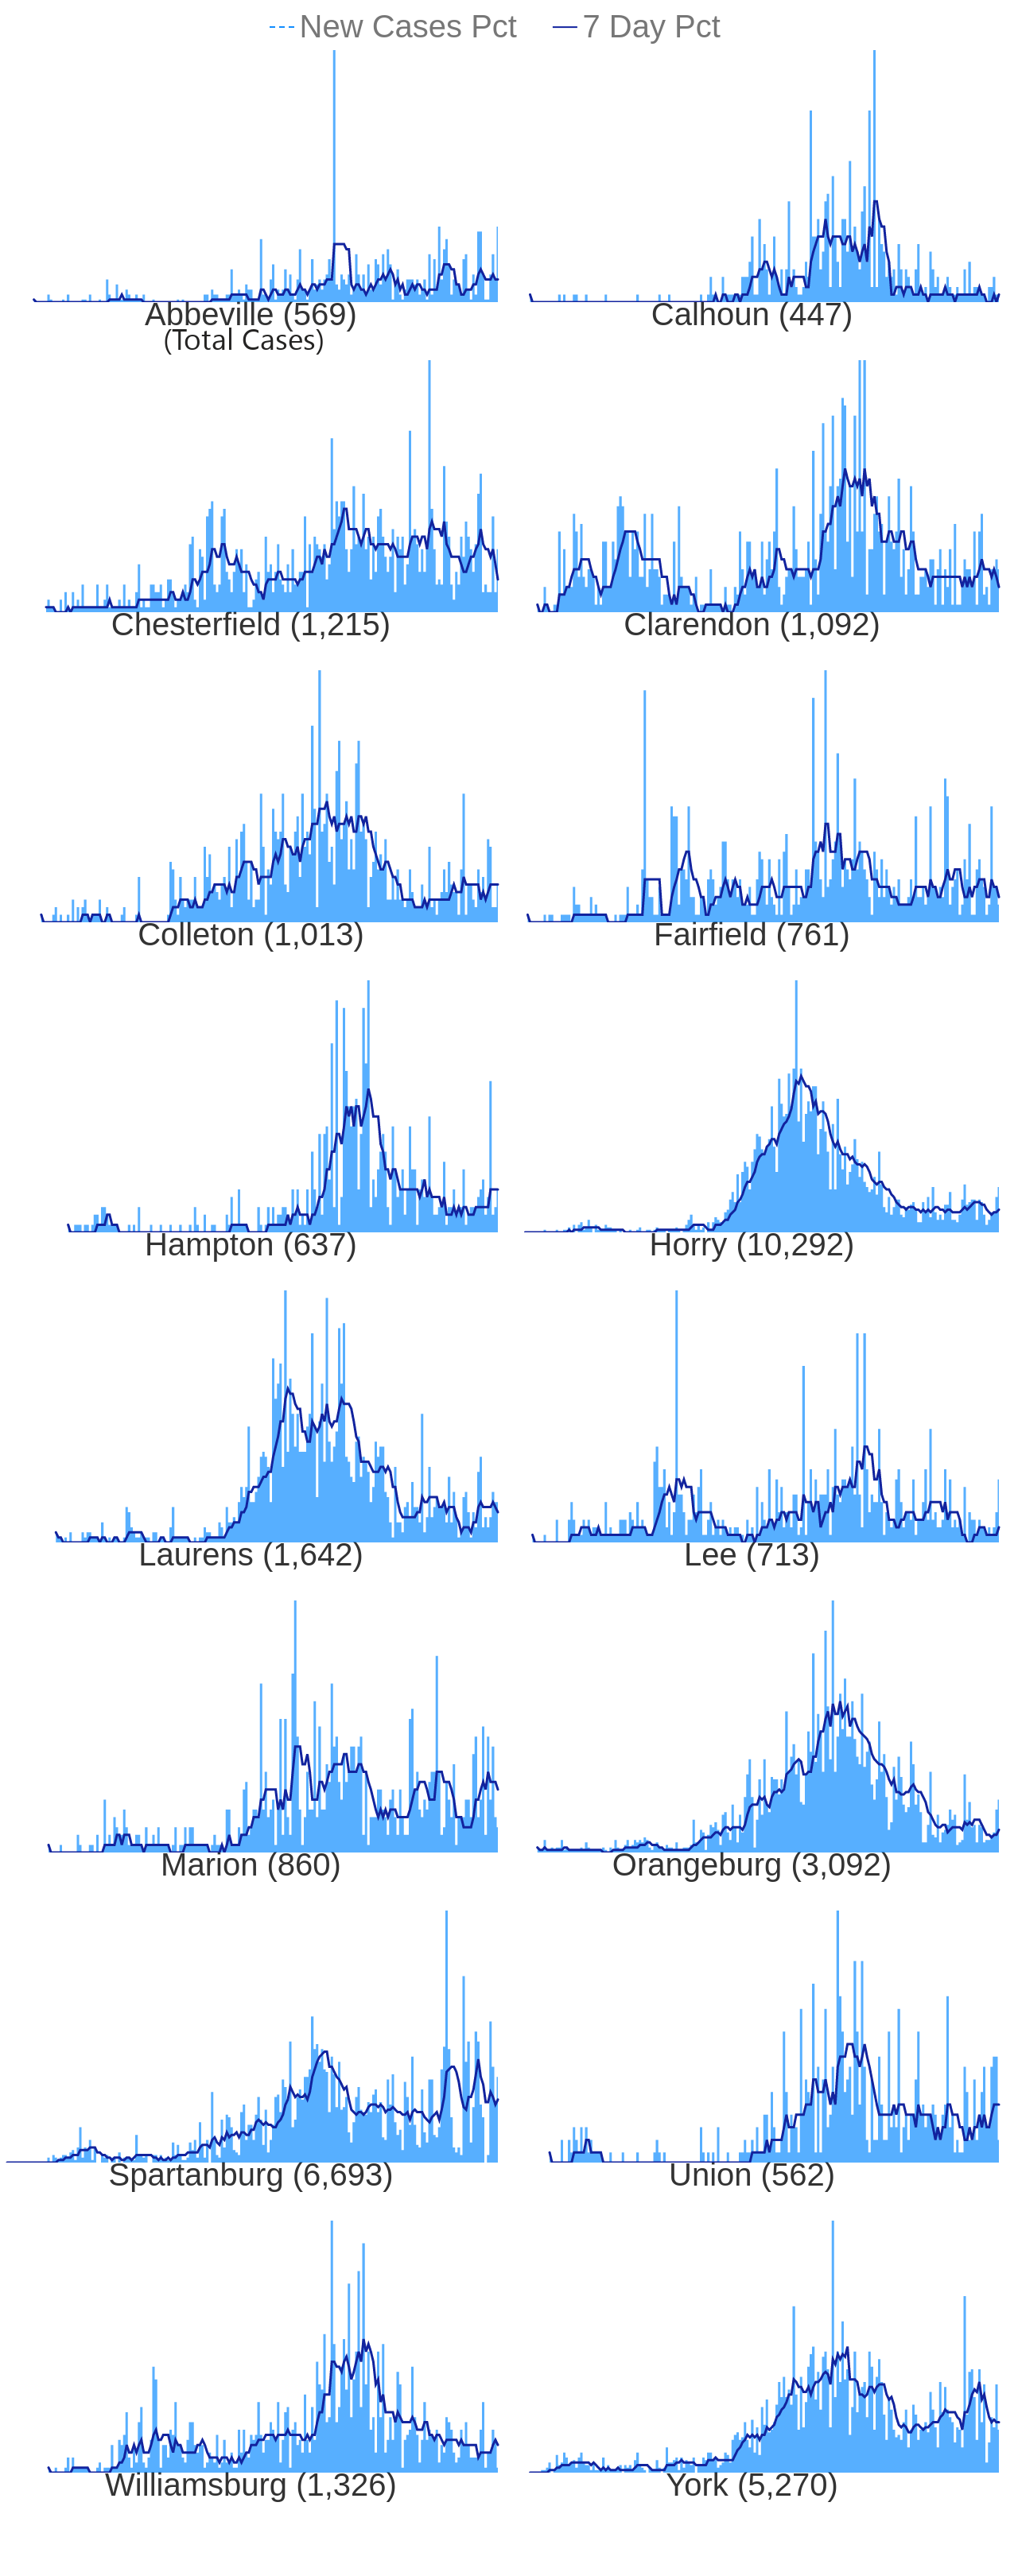 New Cases Pct 7 Day Pct
Abbeville (569) Calhoun (447)
(Total Cases)
Chesterfield (1,215) Clarendon (1,092)
Colleton (1,013) Fairfield (761)
Hampton (637) Horry (10,292)
Laurens (1,642) Lee (713)
Marion (860) Orangeburg (3,092)
Spartanburg (6,693) Union (562)
Williamsburg (1,326) York (5,270)